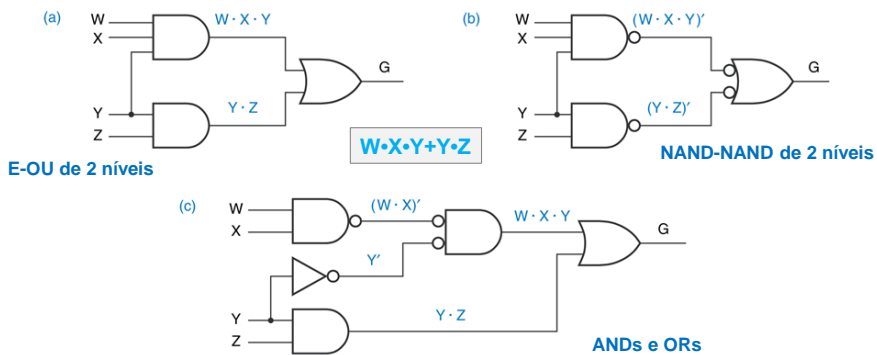 (a)
W
X
W · X · Y
Y
Z
Y · Z
G
E-OU de 2 níveis
(b)
W
X
(W · X · Y)′
Y
Z
(Y · Z)′
G
NAND-NAND de 2 níveis
W•X•Y+Y•Z
(c)
W
X
(W · X)′
W · X · Y
Y′
G
Y
Z
Y · Z
ANDs e ORs